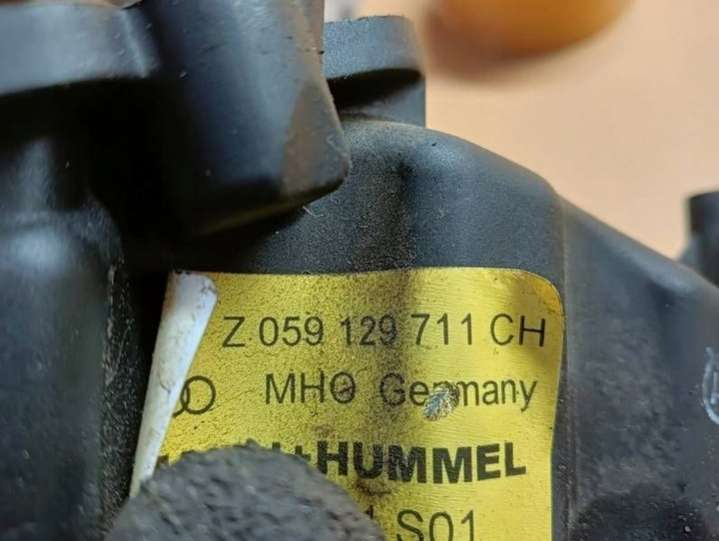 Z 059 129 711 CH
MHO Germany
+HUMMEL
S01